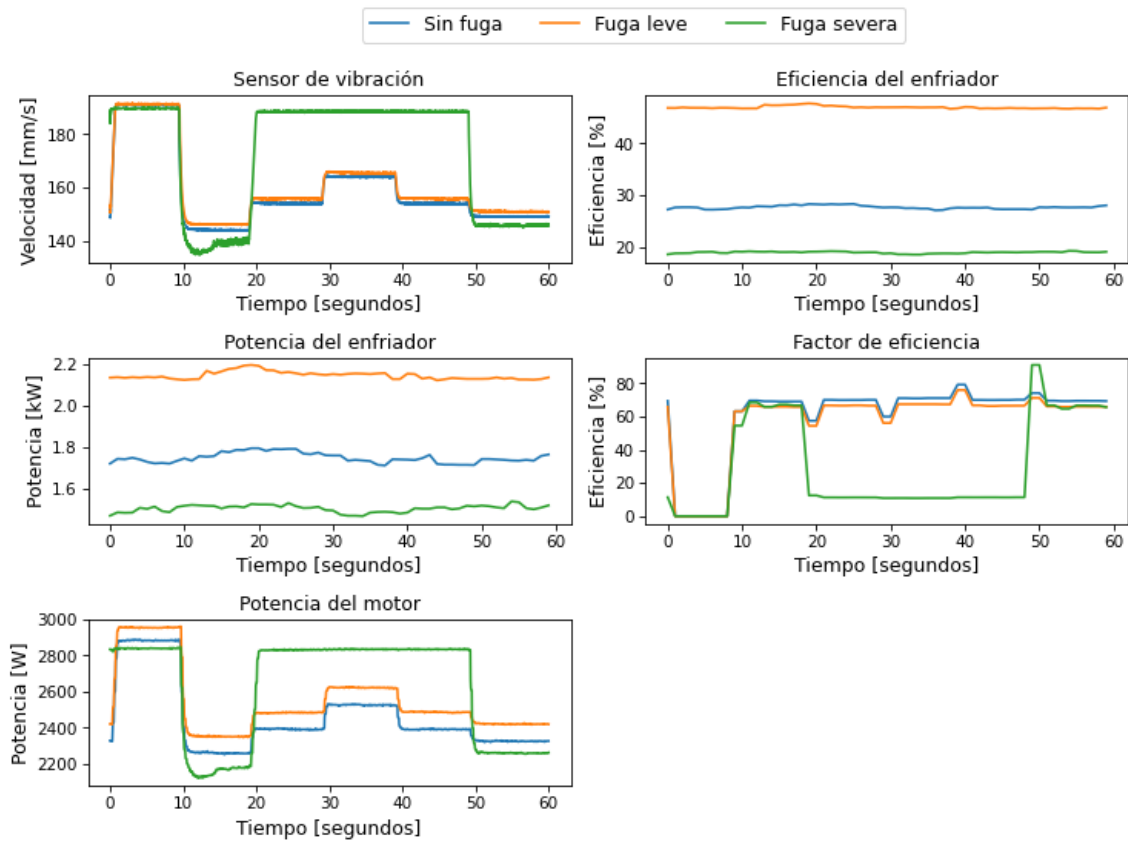 Sin fuga Fuga leve Fuga severa
Sensor de vibración
Velocidad [mm/s]
180
160
140
0 10 20 30 40 50 60
Tiempo [segundos]
Eficiencia del enfriador
Eficiencia [%]
40
30
20
0 10 20 30 40 50 60
Tiempo [segundos]
Potencia del enfriador
Potencia [kW]
2.2
2.0
1.8
1.6
0 10 20 30 40 50 60
Tiempo [segundos]
Factor de eficiencia
Eficiencia [%]
80
60
40
20
0
0 10 20 30 40 50 60
Tiempo [segundos]
Potencia del motor
Potencia [W]
3000
2800
2600
2400
2200
0 10 20 30 40 50 60
Tiempo [segundos]